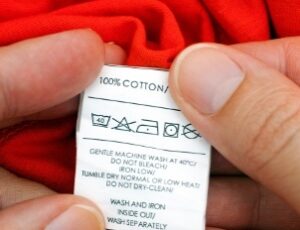 100% COTTON/
40
GENTLE MACHINE WASH AT 40°C/
DO NOT BLEACH/
IRON LOW/
TUMBLE DRY NORMAL OR LOW HEAD/
DO NOT DRY-CLEAN/
WASH AND IRON
INSIDE OUT/
WASH SEPARATELY